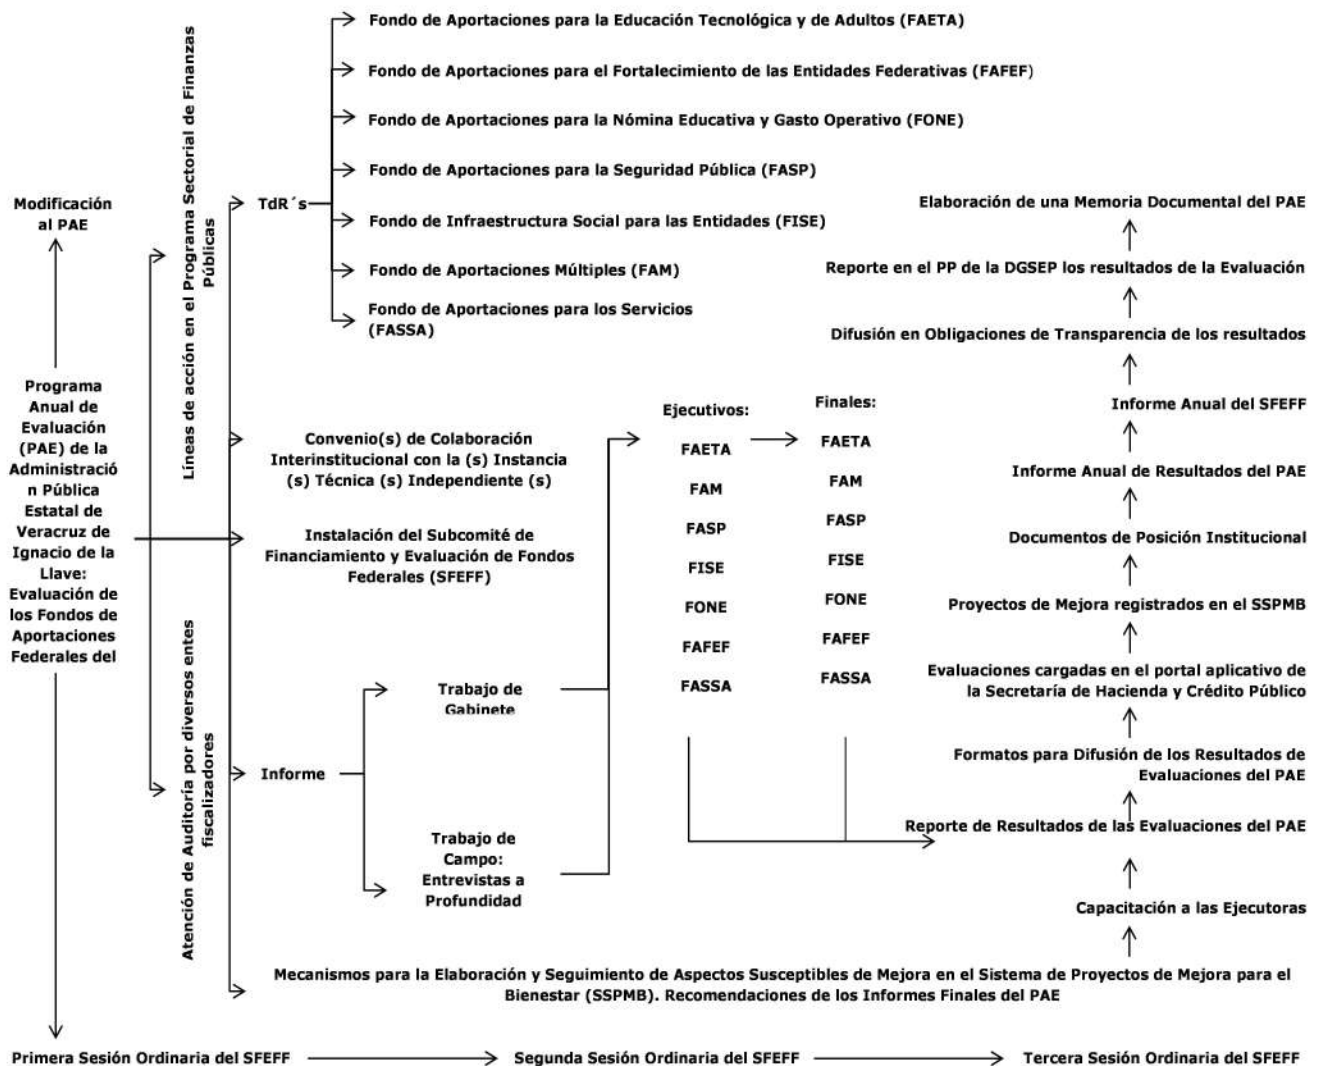 Modificación
al PAE
Programa
Anual de
Evaluación
(PAE) de la
Administració
n Pública
Estatal de
Veracruz de
Ignacio de la
Llave:
Evaluación de
los Fondos de
Aportaciones
Federales del
Líneas de acción en el Programa Sectorial de Finanzas
Públicas
Atención de Auditoría por diversos entes
fiscalizadores
TdR´s
Fondo de Aportaciones para la Educación Tecnológica y de Adultos (FAETA)
Fondo de Aportaciones para el Fortalecimiento de las Entidades Federativas (FAFEF)
Fondo de Aportaciones para la Nómina Educativa y Gasto Operativo (FONE)
Fondo de Aportaciones para la Seguridad Pública (FASP)
Fondo de Infraestructura Social para las Entidades (FISE)
Fondo de Aportaciones Múltiples (FAM)
Fondo de Aportaciones para los Servicios
(FASSA)
Convenio(s) de Colaboración
Interinstitucional con la (s) Instancia
(s) Técnica (s) Independiente (s)
Instalación del Subcomité de
Financiamiento y Evaluación de Fondos
Federales (SFEFF)
Informe
Trabajo de
Gabinete
Trabajo de
Campo:
Entrevistas a
Profundidad
Ejecutivos:
FAETA
FAM
FASP
FISE
FONE
FAFEF
FASSA
Finales:
FAETA
FAM
FASP
FISE
FONE
FAFEF
FASSA
Elaboración de una Memoria Documental del PAE
Reporte en el PP de la DGSEP los resultados de la Evaluación
Difusión en Obligaciones de Transparencia de los resultados
Informe Anual del SFEFF
Informe Anual de Resultados del PAE
Documentos de Posición Institucional
Proyectos de Mejora registrados en el SSPMB
Evaluaciones cargadas en el portal aplicativo de
la Secretaría de Hacienda y Crédito Público
Formatos para Difusión de los Resultados de
Evaluaciones del PAE
Reporte de Resultados de las Evaluaciones del PAE
Capacitación a las Ejecutoras
Mecanismos para la Elaboración y Seguimiento de Aspectos Susceptibles de Mejora en el Sistema de Proyectos de Mejora para el
Bienestar (SSPMB). Recomendaciones de los Informes Finales del PAE
Primera Sesión Ordinaria del SFEFF
Segunda Sesión Ordinaria del SFEFF
Tercera Sesión Ordinaria del SFEFF